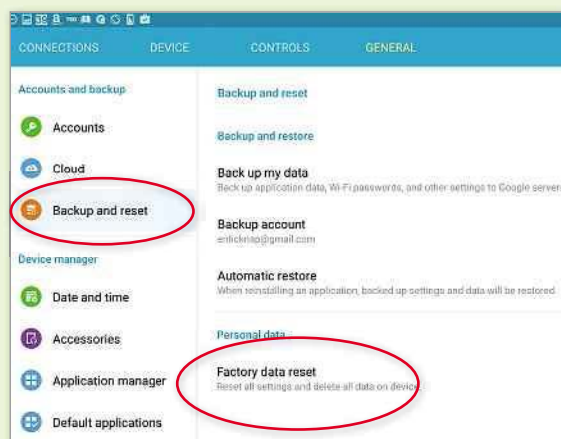 CONNECTIONS
DEVICE
CONTROLS
GENERAL
Accounts and backup
Accounts
Cloud
Backup and reset
Device manager
Date and time
Accessories
Application manager
Default applications
Backup and reset
Backup and restore
Back up my data
Back up application data, Wi-Fi passwords, and other settings to Google server
Backup account
@gmail.com
Automatic restore
When reinstalling an application, backed up settings and data will be restored
Personal data
Factory data reset
Reset all settings and delete all data on device